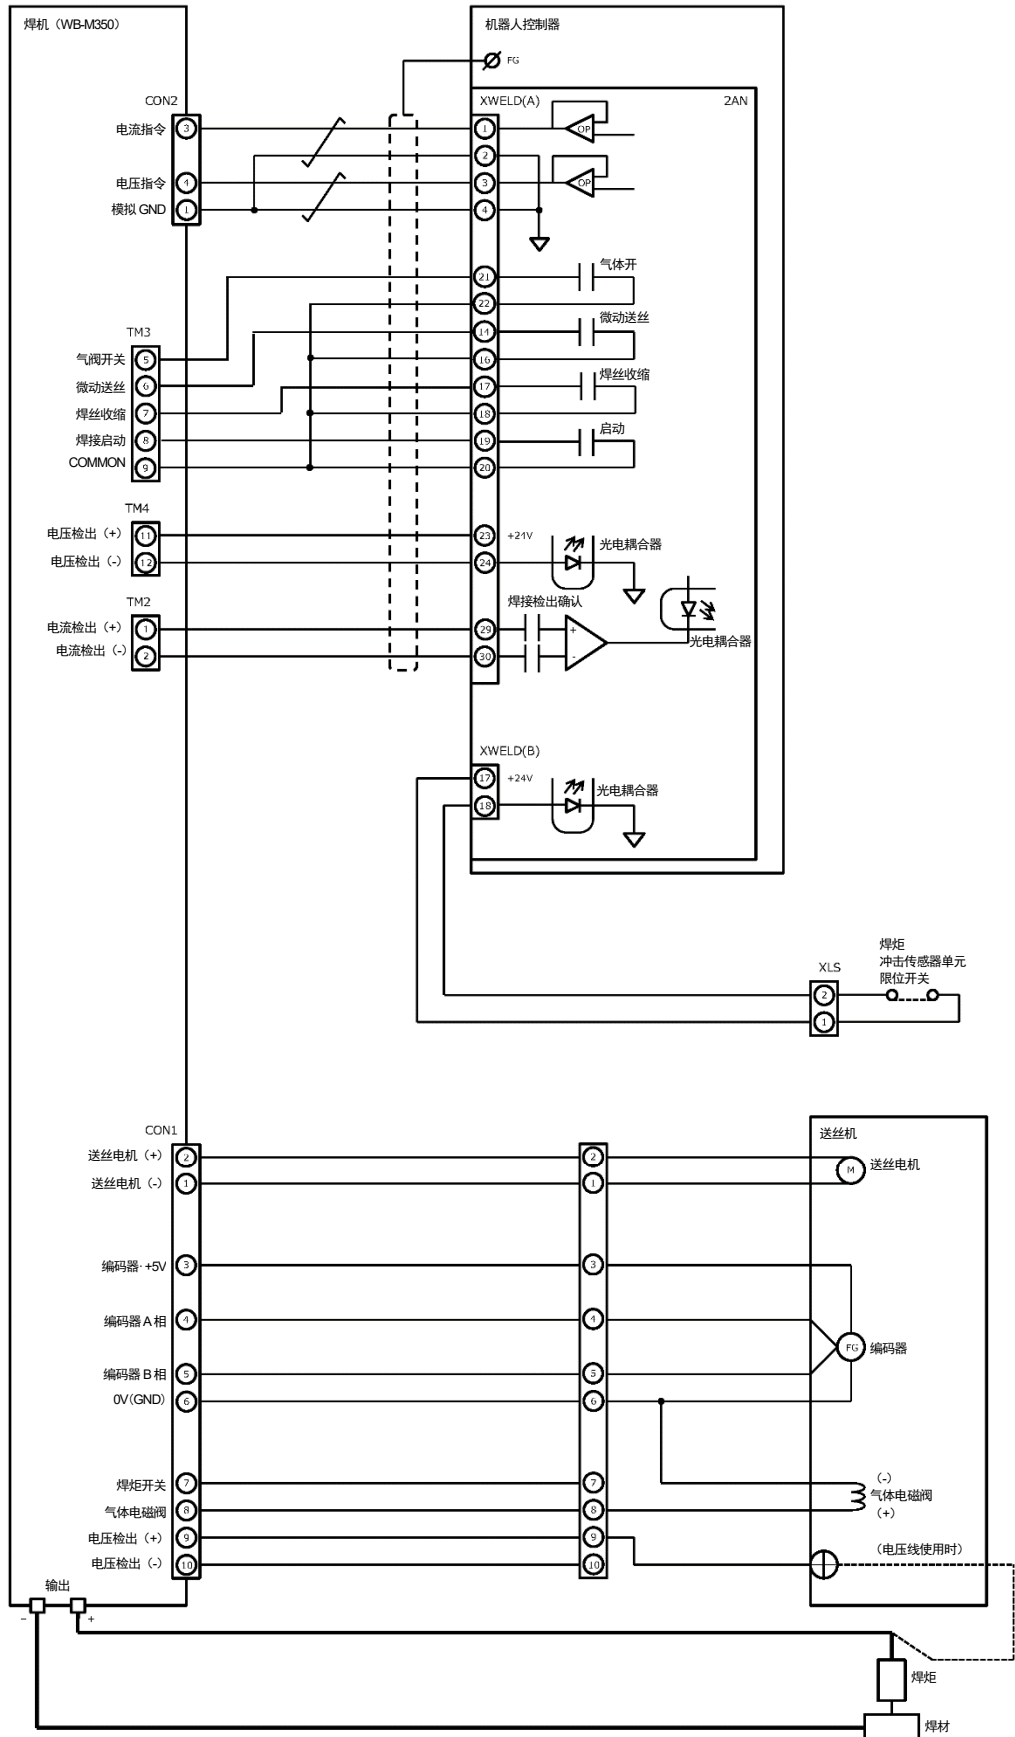 焊机（WB-M350）
机器人控制器
FG
CON2
XWELD(A)
2AN
电流指令
3
1
OP
2
电压指令
4
3
OP
模拟 GND
1
4
21
气体开
22
TM3
14
微动送丝
气阀开关
5
16
微动送丝
6
17
焊丝收缩
焊丝收缩
7
18
焊接启动
8
19
启动
COMMON
9
20
TM4
电压检出（+）
11
23
+24V
光电耦合器
电压检出（-）
12
24
TM2
焊接检出确认
电流检出（+）
1
29
+
光电耦合器
电流检出（-）
2
30
-
XWELD(B)
17
+24V
光电耦合器
18
焊炬
冲击传感器单元
限位开关
XLS
2
1
CON1
送丝机
送丝电机（+）
2
2
M
送丝电机
送丝电机（-）
1
1
编码器· +5V
3
3
编码器 A 相
4
4
FG
编码器
编码器 B 相
5
5
0V(GND)
6
6
焊炬开关
7
7
（-）
气体电磁阀
8
8
气体电磁阀
（+）
电压检出（+）
9
9
（电压线使用时）
电压检出（-）
10
10
输出
-
+
焊炬
焊材